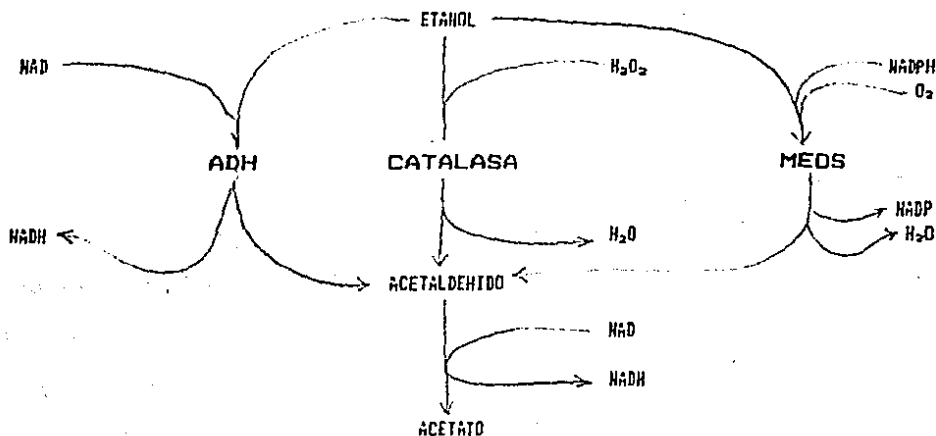 ETANOL
NAD
H₂O₂
NADPH
O₂
ADH
CATALASA
MEOS
NADH
H₂O
NADP
H₂O
ACETALDEHIDO
NAD
NADH
ACETATO